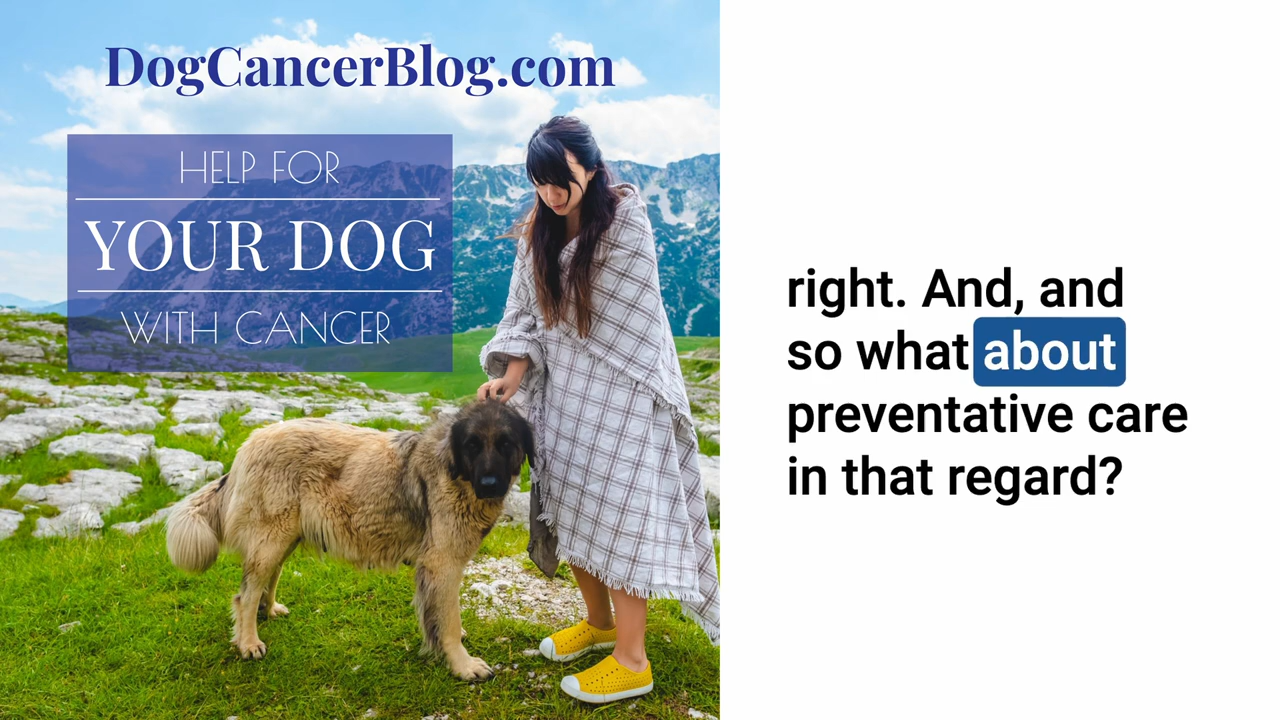 DogCancerBlog.com
HELP FOR
YOUR DOG
WITH CANCER
right. And, and
so what about
preventative care
in that regard?